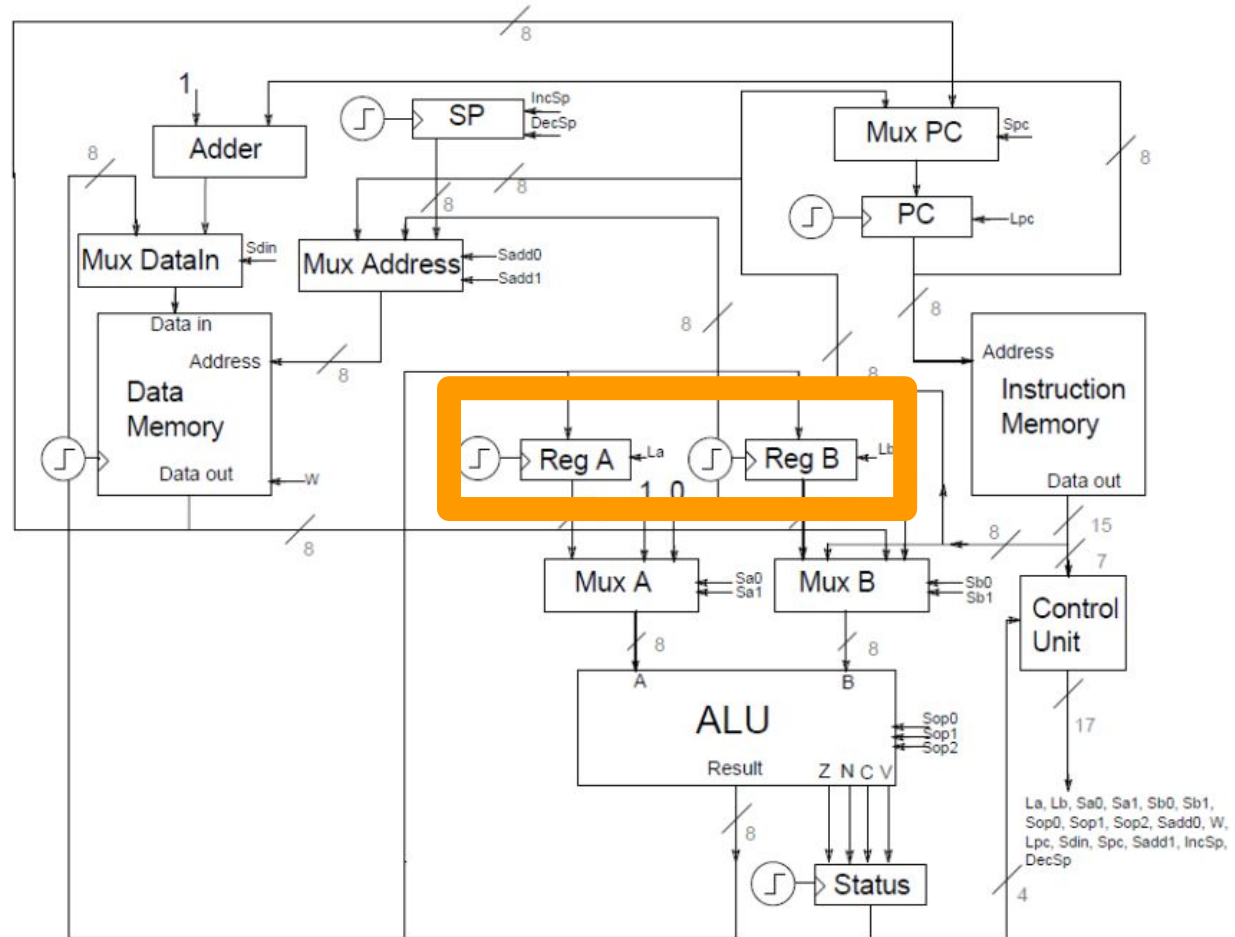 8
1
IncSp
SP
DecSp
Mux PC
Spc
8
Adder
8
8
8
8
PC
Lpc
Sdin
Mux DataIn
Mux Address
Sadd0
Sadd1
8
Data in
8
Address
8
8
8
Address
Data
Memory
Instruction
Memory
Reg A
La
Reg B
Lb
Data out
W
1 0
Data out
8
8
15
7
Mux A
Sa0
Sa1
Mux B
Sb0
Sb1
Control
Unit
8
8
A
B
ALU
Sop0
Sop1
Sop2
17
Result
Z N C V
8
La, Lb, Sa0, Sa1, Sb0, Sb1,
Sop0, Sop1, Sop2, Sadd0, W,
Lpc, Sdin, Spc, Sadd1, IncSp,
DecSp
Status
4